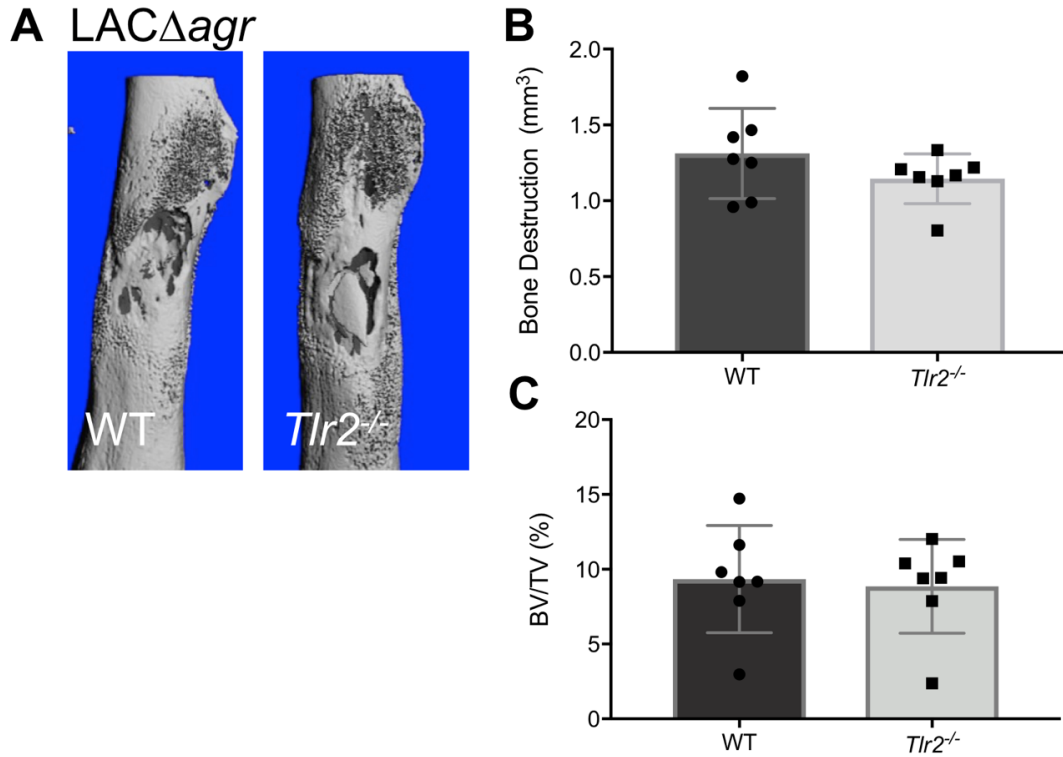 A LACΔagr
WT
Tlr2-/-
B
Bone Destruction (mm3)
2.0
1.5
1.0
0.5
0.0
WT
Tlr2-/-
C
BV/TV (%)
20
15
10
5
0
WT
Tlr2-/-